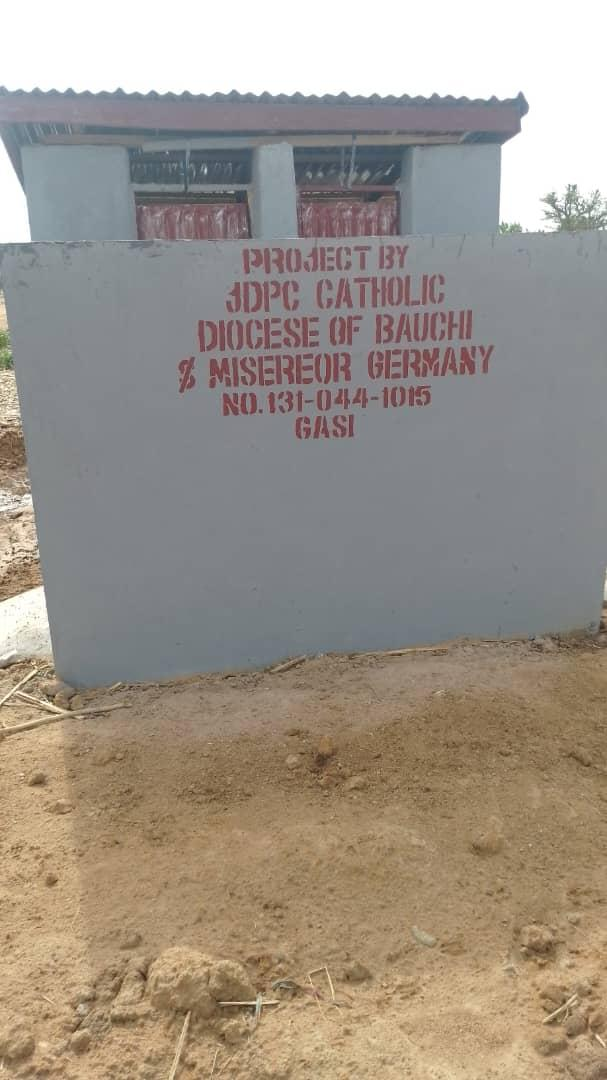 PROJECT BY
JDPC CATHOLIC
DIOCESE OF BAUCHI
& MISEREOR GERMANY
NO.131-044-1015
GASI